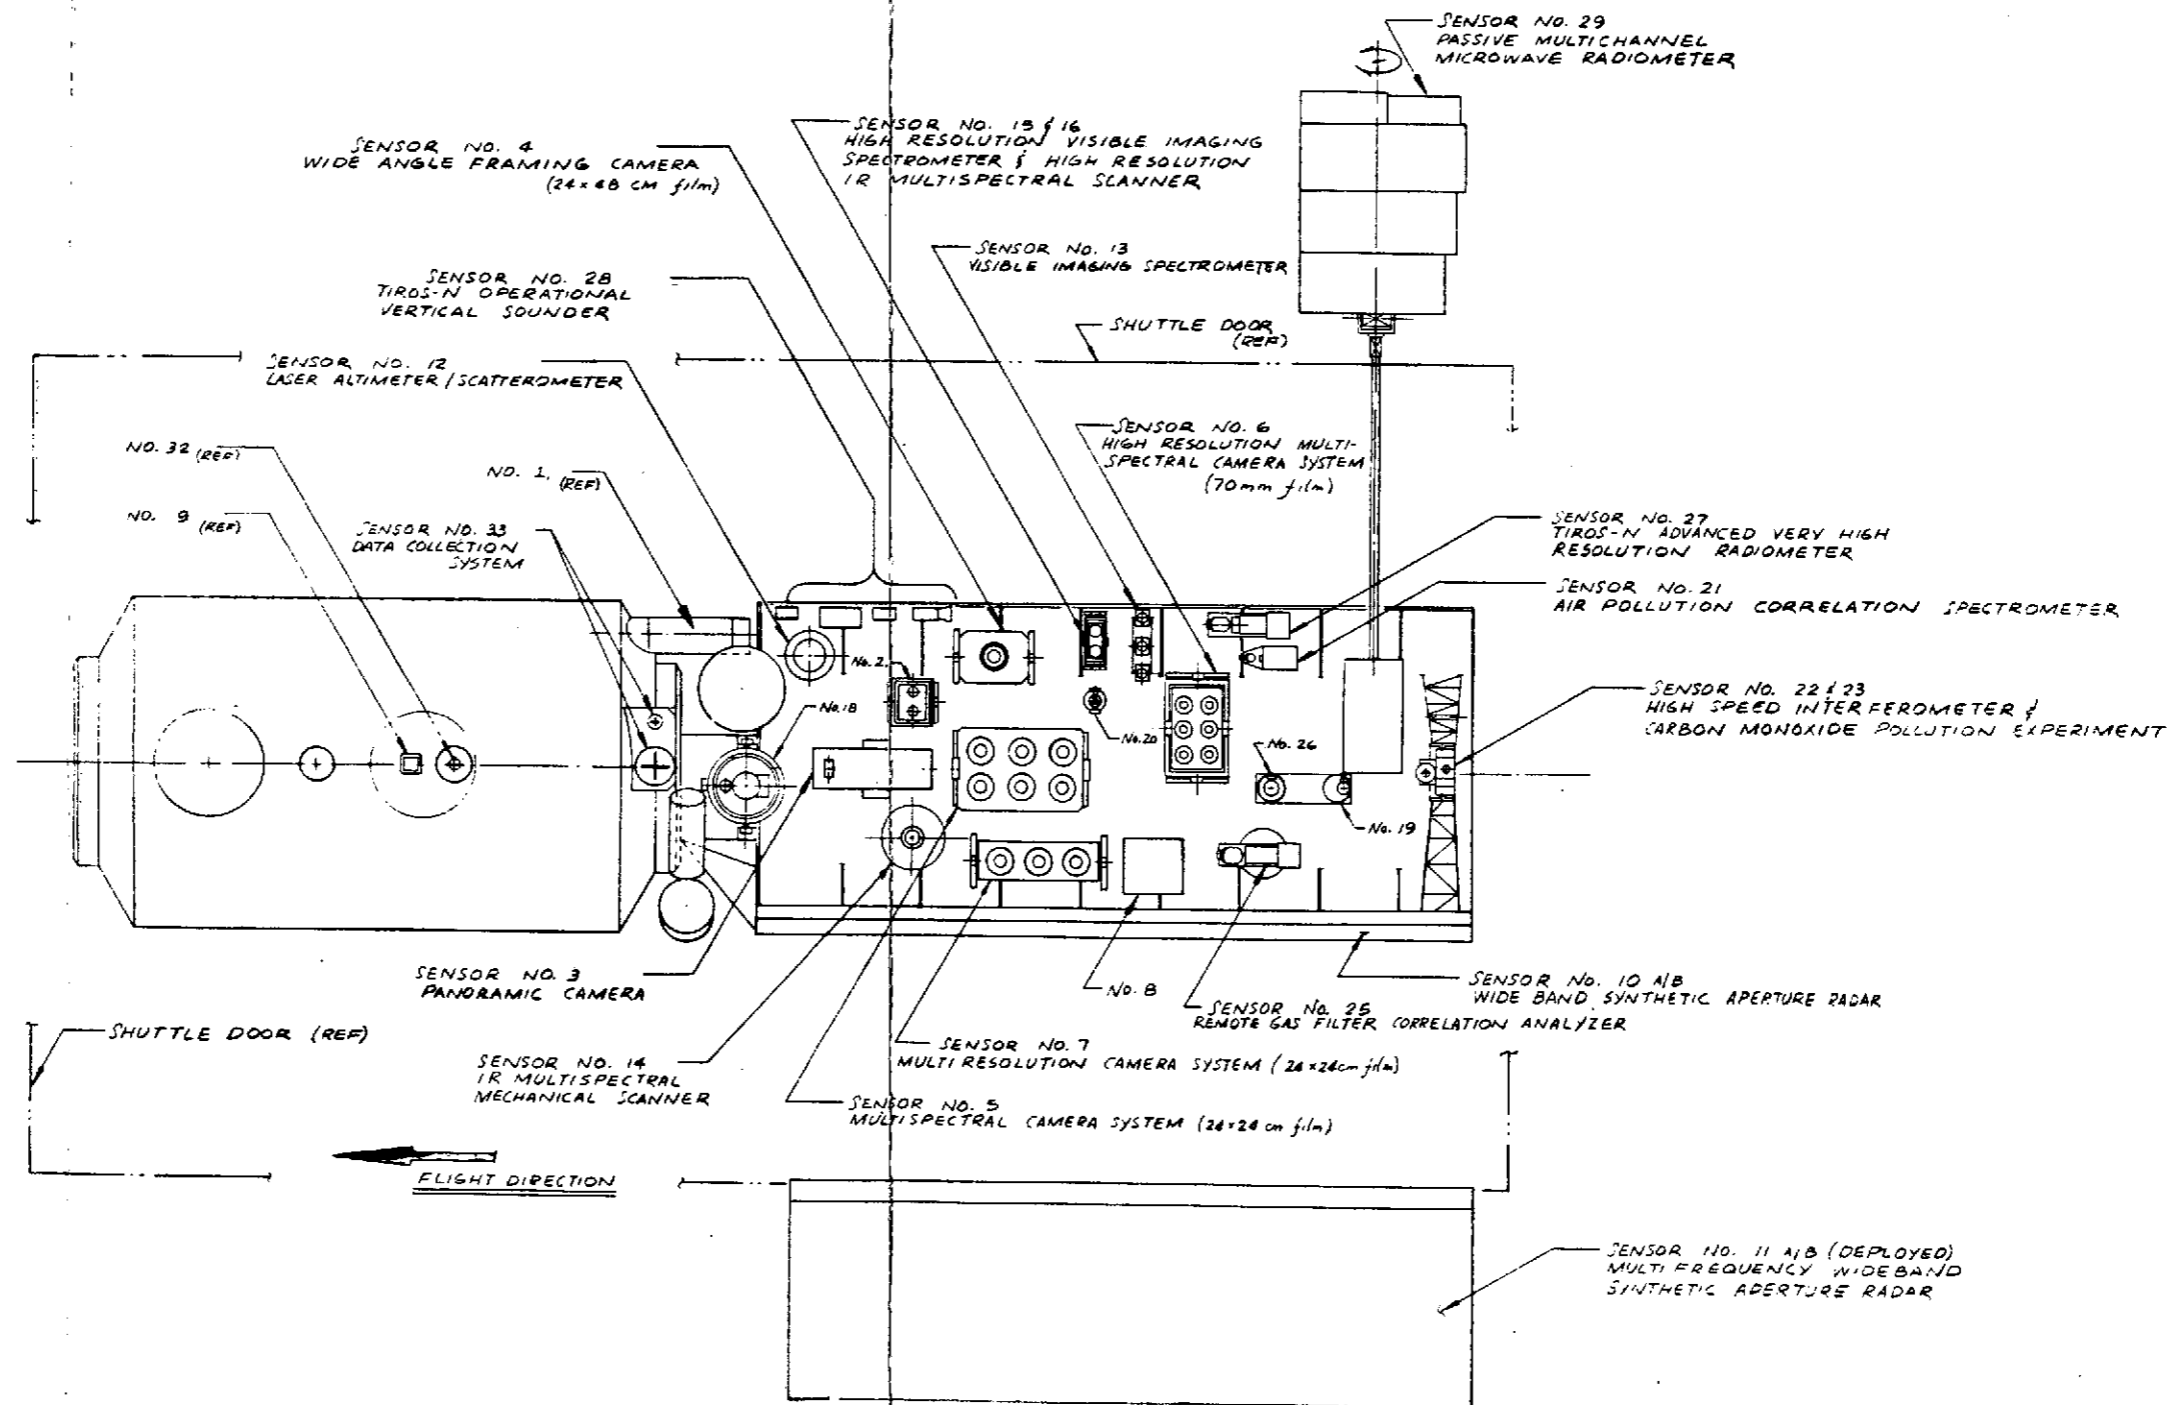 SENSOR NO. 29
PASSIVE MULTICHANNEL
MICROWAVE RADIOMETER
SENSOR NO. 4
WIDE ANGLE FRAMING CAMERA
(24 x 48 CM film)
SENSOR NO. 15 & 16
HIGH RESOLUTION VISIBLE IMAGING
SPECTROMETER & HIGH RESOLUTION
IR MULTISPECTRAL SCANNER
SENSOR NO. 13
VISIBLE IMAGING SPECTROMETER
SENSOR NO. 28
TIROS-N OPERATIONAL
VERTICAL SOUNDER
SHUTTLE DOOR
(REF)
SENSOR NO. 12
LASER ALTIMETER / SCATTEROMETER
SENSOR NO. 6
HIGH RESOLUTION MULTI-
SPECTRAL CAMERA SYSTEM
(70mm film)
NO. 32 (REF)
NO. 1. (REF)
NO. 9 (REF)
SENSOR NO. 33
DATA COLLECTION
SYSTEM
SENSOR NO. 27
TIROS-N ADVANCED VERY HIGH
RESOLUTION RADIOMETER
SENSOR NO. 21
AIR POLLUTION CORRELATION SPECTROMETER
No. 2.
SENSOR NO. 22 & 23
HIGH SPEED INTERFEROMETER &
CARBON MONOXIDE POLLUTION EXPERIMENT
No. 18
No. 20
No. 26
No. 19
SENSOR NO. 3
PANORAMIC CAMERA
No. 8
SENSOR No. 10 A/B
WIDE BAND SYNTHETIC APERTURE RADAR
SENSOR No. 25
REMOTE GAS FILTER CORRELATION ANALYZER
SHUTTLE DOOR (REF)
SENSOR NO. 7
MULTI RESOLUTION CAMERA SYSTEM (24 x 24cm film)
SENSOR NO. 14
IR MULTISPECTRAL
MECHANICAL SCANNER
SENSOR NO. 5
MULTISPECTRAL CAMERA SYSTEM (24 x 24 cm film)
FLIGHT DIRECTION
SENSOR NO. 11 A/B (DEPLOYED)
MULTI FREQUENCY WIDEBAND
SYNTHETIC APERTURE RADAR